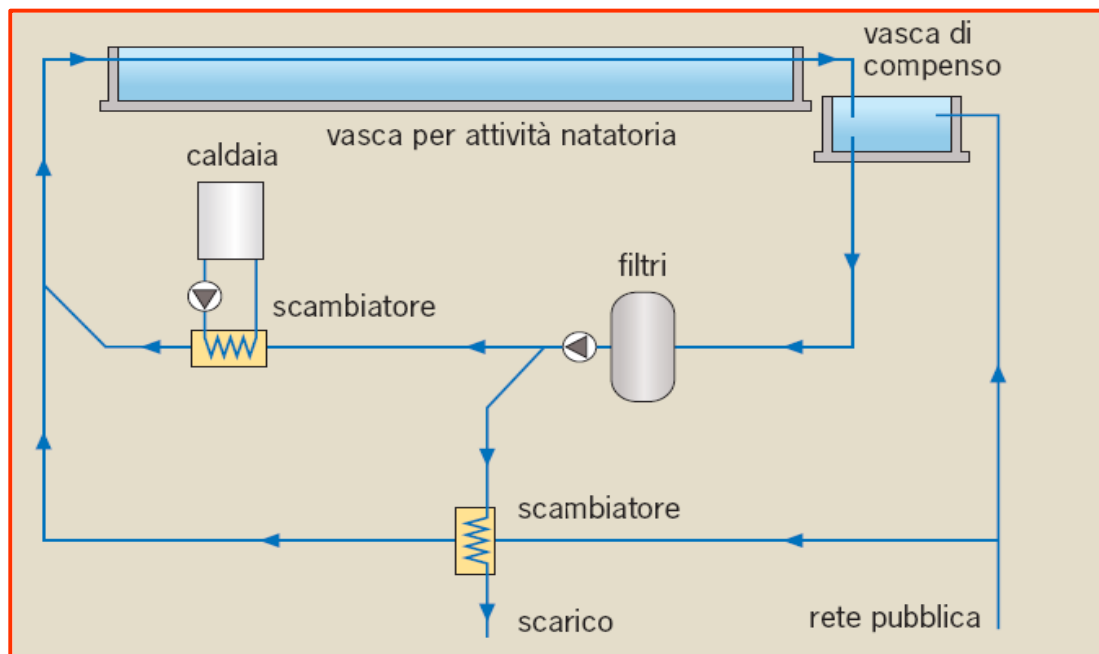 vasca di
compenso
vasca per attività natatoria
caldaia
filtri
scambiatore
scambiatore
scarico
rete pubblica